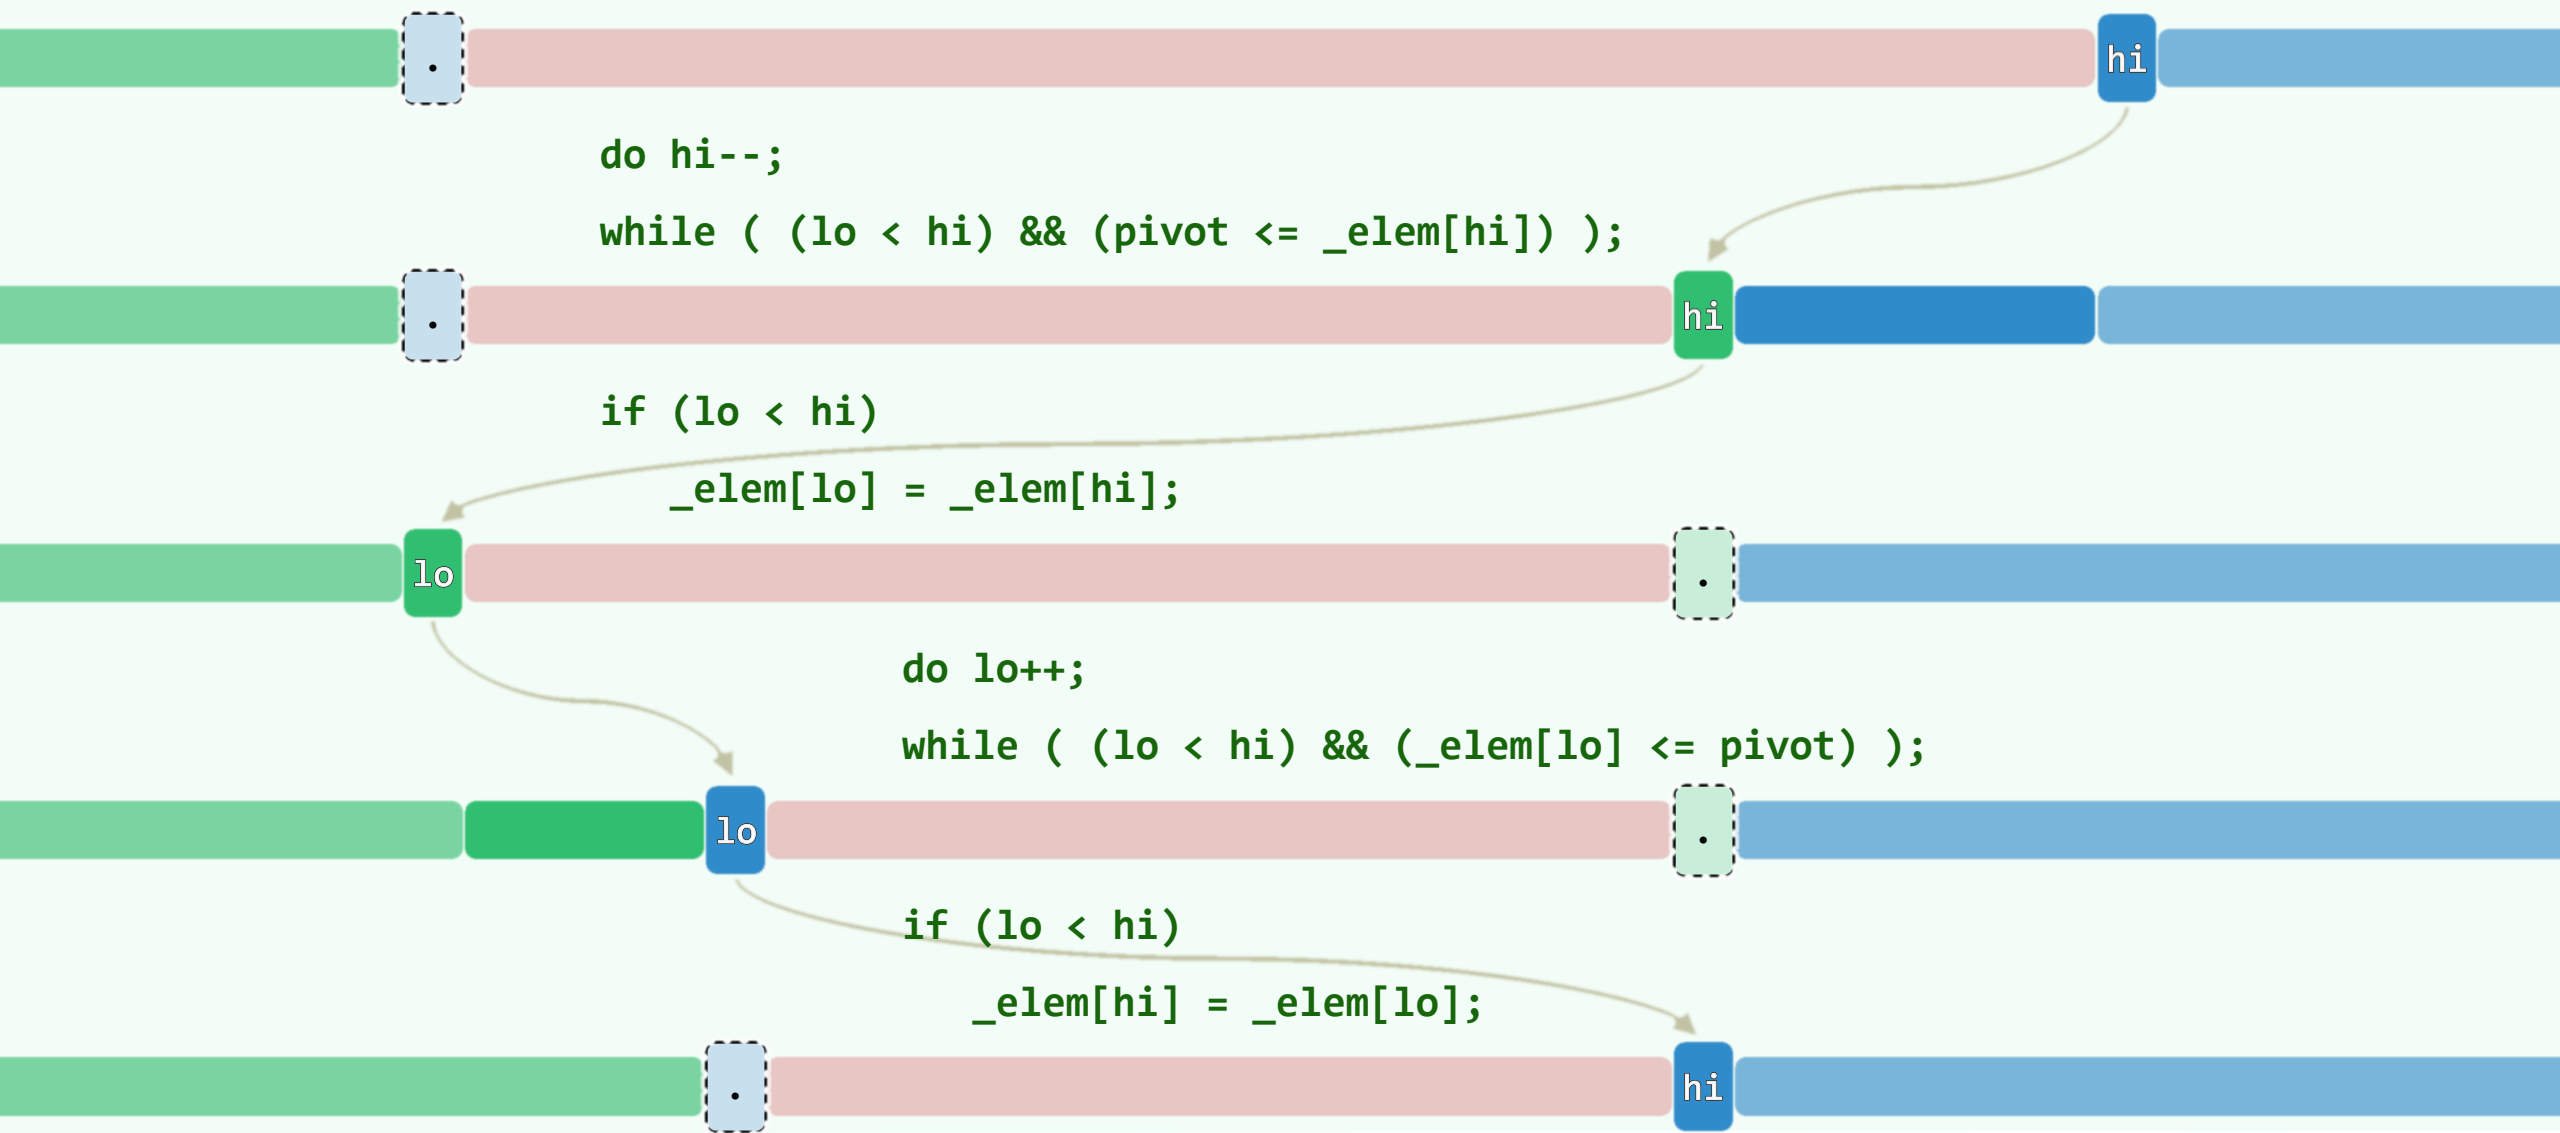 . hi
do hi--;
while ( (lo < hi) && (pivot <= _elem[hi]) );
. hi
if (lo < hi)
_elem[lo] = _elem[hi];
lo .
do lo++;
while ( (lo < hi) && (_elem[lo] <= pivot) );
lo .
if (lo < hi)
_elem[hi] = _elem[lo];
. hi